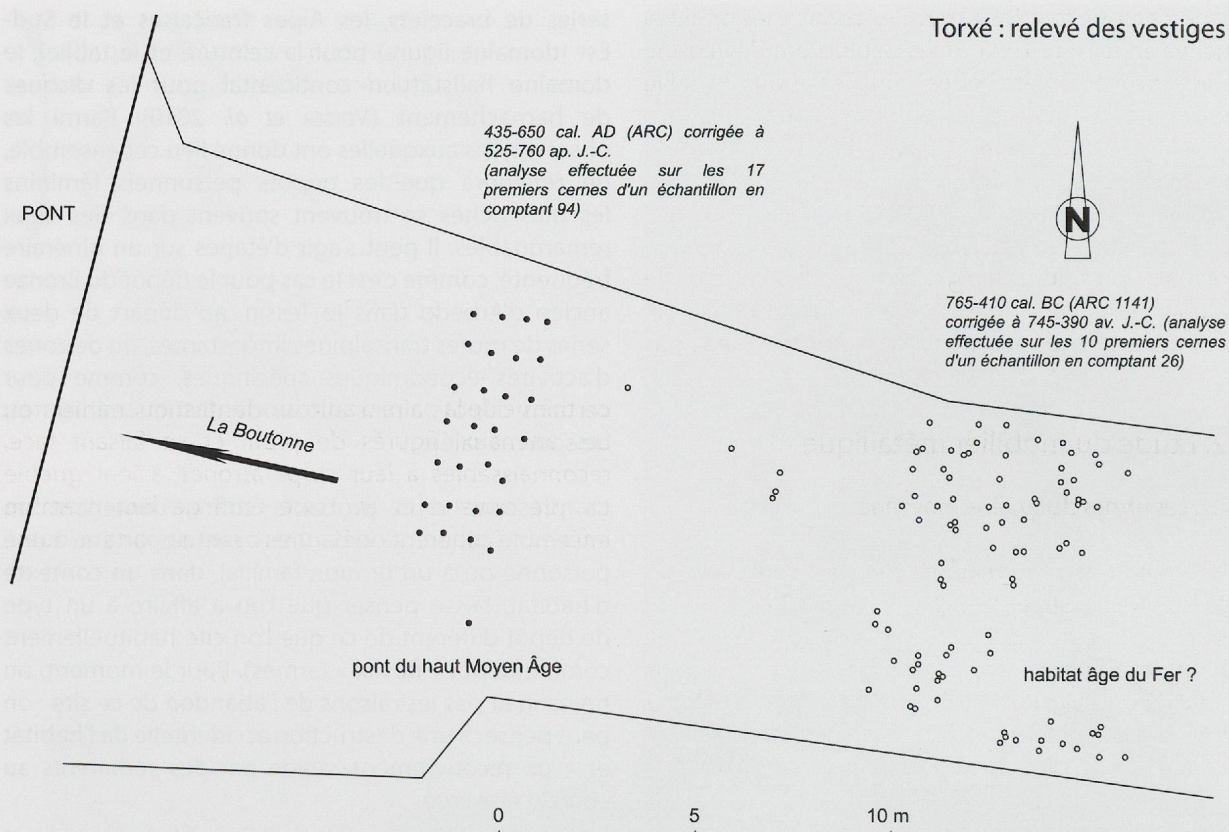 Torxé : relevé des vestiges
435-650 cal. AD (ARC) corrigée à
525-760 ap. J.-C.
(analyse effectuée sur les 17
premiers cernes d'un échantillon en
comptant 94)
PONT
N
765-410 cal. BC (ARC 1141)
corrigée à 745-390 av. J.-C. (analyse
effectuée sur les 10 premiers cernes
d'un échantillon en comptant 26)
La Boutonne
pont du haut Moyen Âge
habitat âge du Fer ?
0 5 10 m